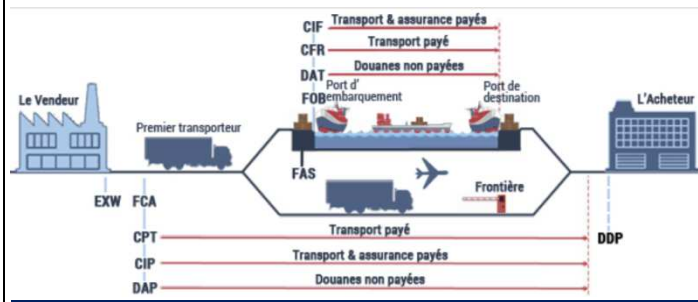 CIF Transport & assurance payés
CFR Transport payé
DAT Douanes non payées
FOB Port d'
embarquement
Port de
destination
Le Vendeur
L'Acheteur
Premier transporteur
FAS
Frontière
EXW FCA
CPT Transport payé
DDP
CIP Transport & assurance payés
DAP Douanes non payées